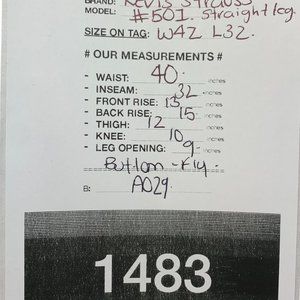 BRAND: Levis Strauss
MODEL: #501. Straight leg.
SIZE ON TAG: W42 L32.
# OUR MEASUREMENTS #
- WAIST: 40. inches
- INSEAM: 32 inches
- FRONT RISE: 13 inches
- BACK RISE: 15. inches
- THIGH: 12 inches
- KNEE: 10 inches
- LEG OPENING: 9. inches
Button-Fly.
B: A029.
1483